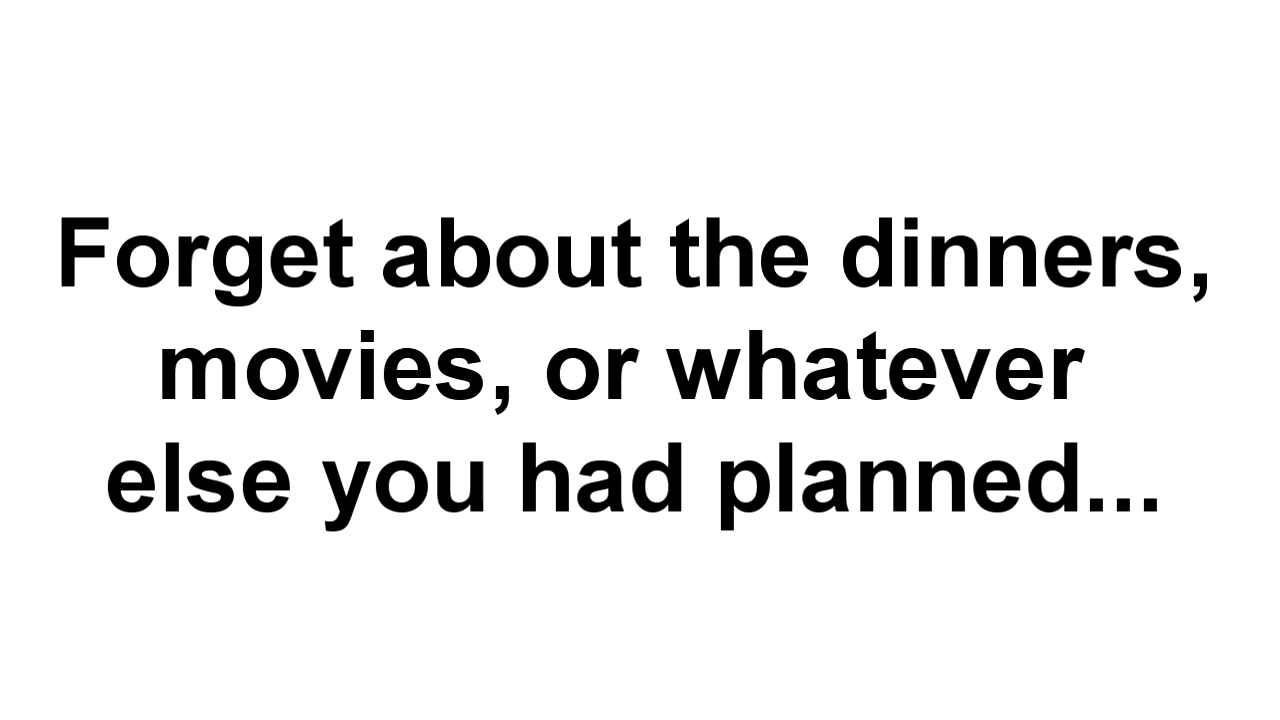 Forget about the dinners,
movies, or whatever
else you had planned...